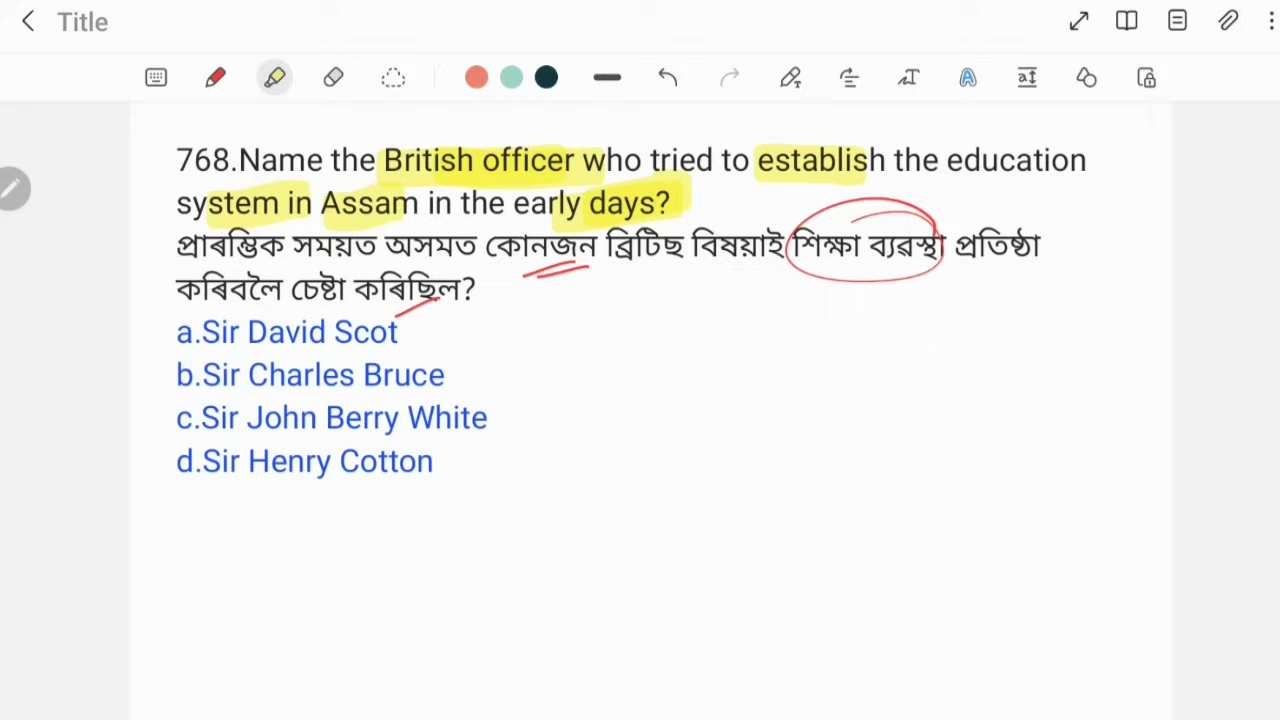 Title
768.Name the British officer who tried to establish the education
system in Assam in the early days?
প্ৰাৰম্ভিক সময়ত অসমত কোনজন ব্ৰিটিছ বিষয়াই শিক্ষা ব্যৱস্থা প্ৰতিষ্ঠা
কৰিবলৈ চেষ্টা কৰিছিল?
a.Sir David Scot
b.Sir Charles Bruce
c.Sir John Berry White
d.Sir Henry Cotton